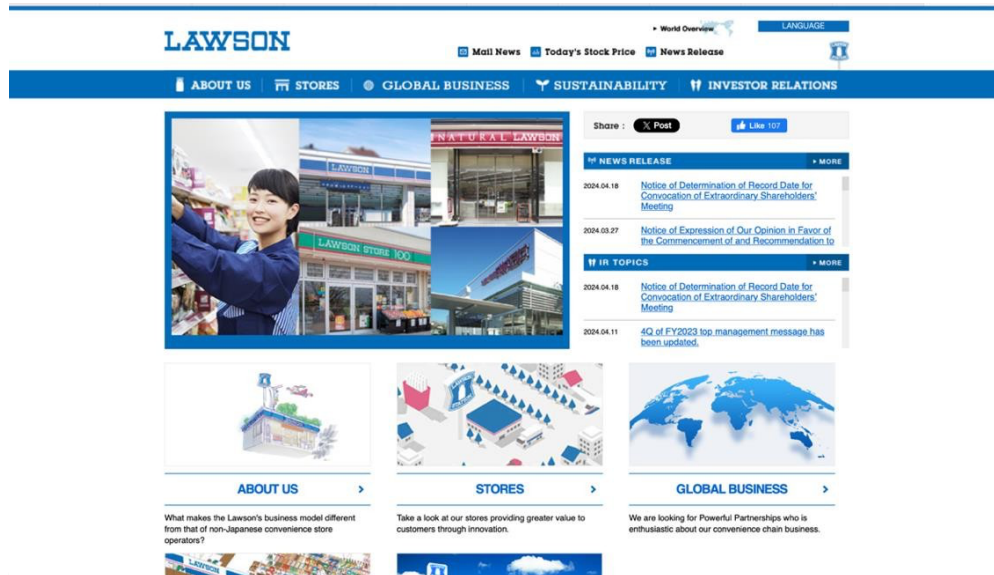 LAWSON
World Overview
LANGUAGE
Mail News
Today's Stock Price
News Release
ABOUT US
STORES
GLOBAL BUSINESS
SUSTAINABILITY
INVESTOR RELATIONS
LAWSON
NATURAL LAWSON
LAWSON STORE 100
Share :
X Post
Like 107
NEWS RELEASE
MORE
2024.04.18
Notice of Determination of Record Date for
Convocation of Extraordinary Shareholders'
Meeting
2024.03.27
Notice of Expression of Our Opinion in Favor of
the Commencement of and Recommendation to
IR TOPICS
MORE
2024.04.18
Notice of Determination of Record Date for
Convocation of Extraordinary Shareholders'
Meeting
2024.04.11
4Q of FY2023 top management message has
been updated.
LAWSON
STATION
ABOUT US
STORES
GLOBAL BUSINESS
What makes the Lawson's business model different
from that of non-Japanese convenience store
operators?
Take a look at our stores providing greater value to
customers through innovation.
We are looking for Powerful Partnerships who is
enthusiastic about our convenience chain business.
LAWSON